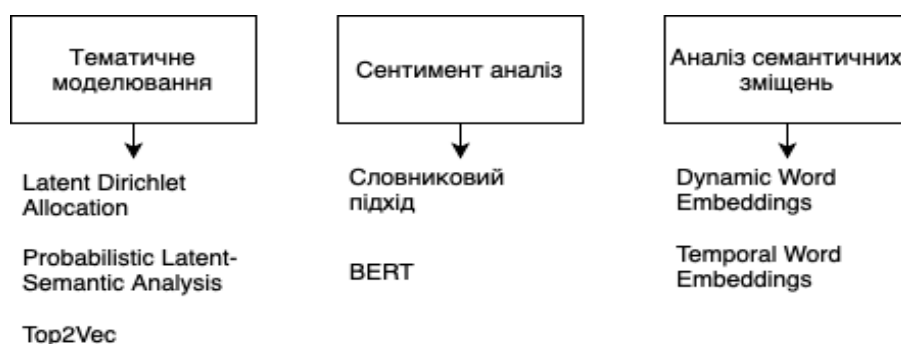 Тематичне
моделювання
Latent Dirichlet
Allocation
Probabilistic Latent-
Semantic Analysis
Top2Vec
Сентимент аналіз
Словниковий
підхід
BERT
Аналіз семантичних
зміщень
Dynamic Word
Embeddings
Temporal Word
Embeddings